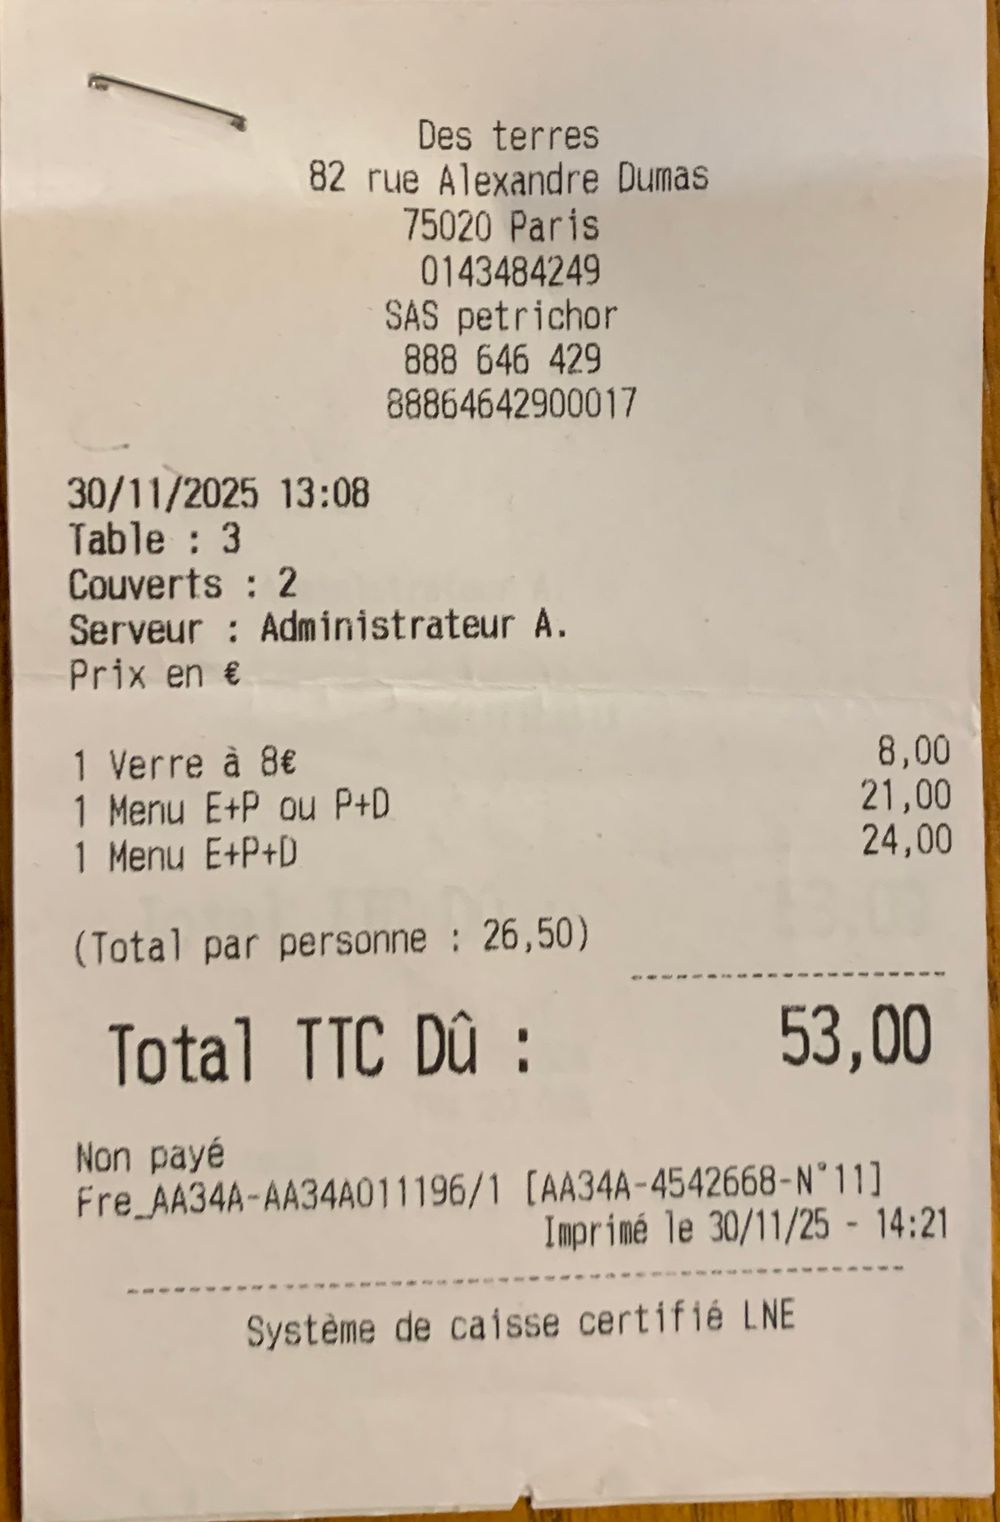 Des terres
82 rue Alexandre Dumas
75020 Paris
0143484249
SAS petrichor
888 646 429
88864642900017
30/11/2025 13:08
Table : 3
Couverts : 2
Serveur : Administrateur A.
Prix en €
1 Verre à 8€ 8,00
1 Menu E+P ou P+D 21,00
1 Menu E+P+D 24,00
(Total par personne : 26,50)
Total TTC Dû : 53,00
Non payé
Fre_AA34A-AA34A011196/1 [AA34A-4542668-N°11]
Imprimé le 30/11/25 - 14:21
Système de caisse certifié LNE